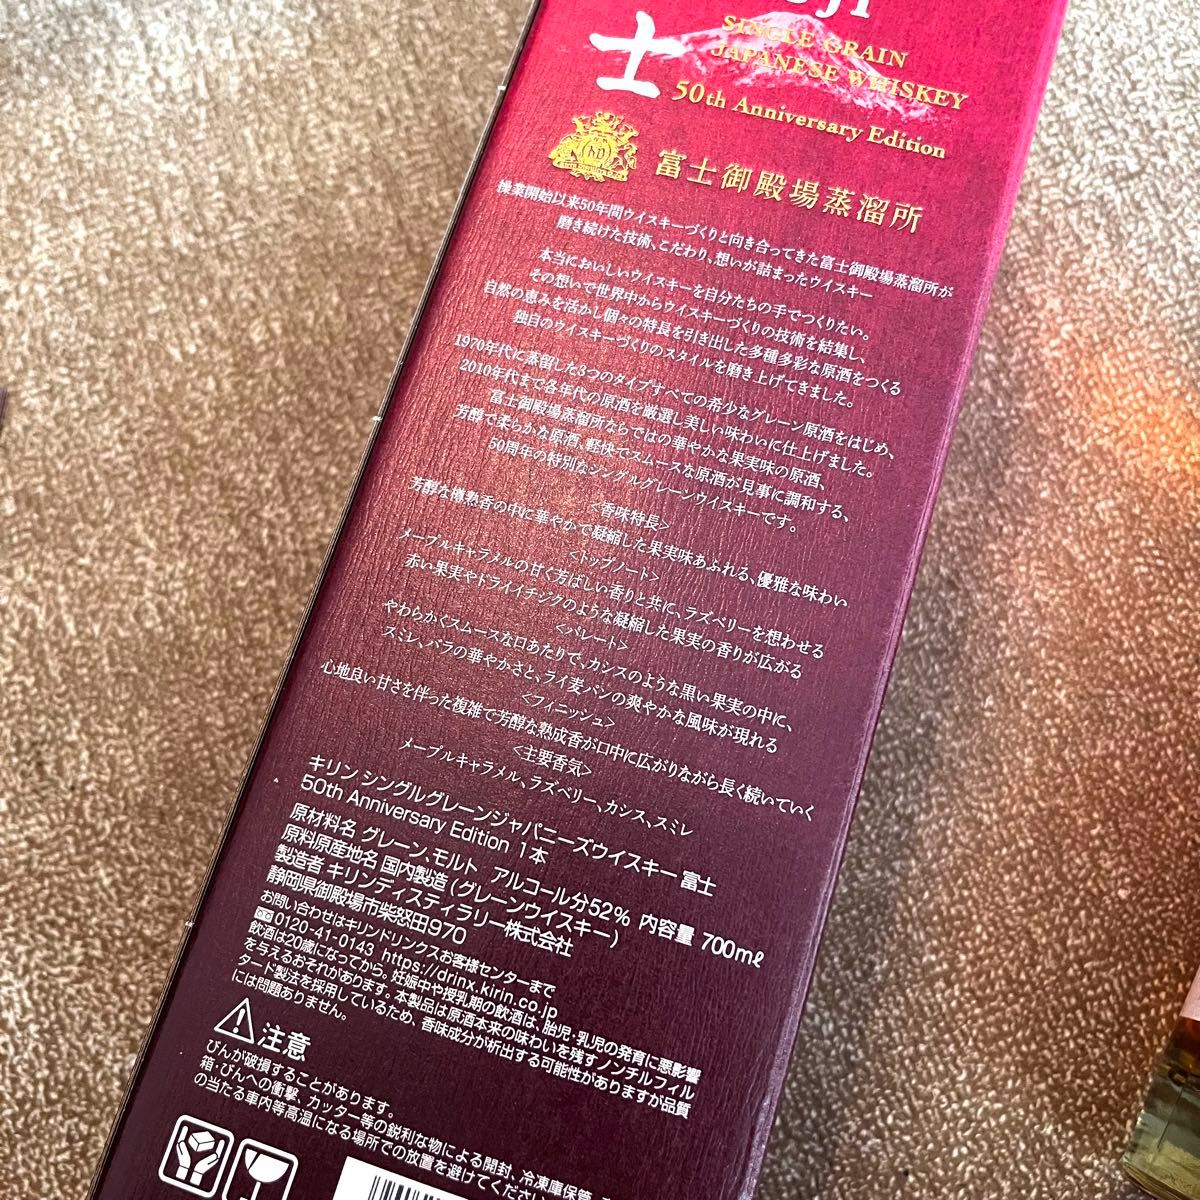 士
SINGLE GRAIN
JAPANESE WHISKEY
50th Anniversary Edition
富士御殿場蒸溜所
操業開始以来50年間ウイスキーづくりと向き合ってきた富士御殿場蒸溜所が
磨き続けた技術、こだわり、想いが詰まったウイスキー
本当においしいウイスキーを自分たちの手でつくりたい。
その想いで世界中からウイスキーづくりの技術を結集し、
自然の恵みを活かし個々の特長を引き出した多種多彩な原酒をつくる
独自のウイスキーづくりのスタイルを磨き上げてきました。
1970年代に蒸留した3つのタイプすべての希少なグレーン原酒をはじめ、
2010年代まで各年代の原酒を厳選し美しい味わいに仕上げました。
富士御殿場蒸溜所ならではの華やかな果実味の原酒、
芳醇で柔らかな原酒、軽快でスムースな原酒が見事に調和する、
50周年の特別なシングルグレーンウイスキーです。
<香味特長>
芳醇な樽熟香の中に華やかで凝縮した果実味あふれる、優雅な味わい
<トップノート>
メープルキャラメルの甘く芳ばしい香りと共に、ラズベリーを想わせる
赤い果実やドライイチジクのような凝縮した果実の香りが広がる
<パレート>
やわらかくスムースな口あたりで、カシスのような黒い果実の中に、
スミレ、バラの華やかさと、ライ麦パンの爽やかな風味が現れる
<フィニッシュ>
心地良い甘さを伴った複雑で芳醇な熟成香が口中に広がりながら長く続いていく
<主要香気>
メープルキャラメル、ラズベリー、カシス、スミレ
キリン シングルグレーンジャパニーズウイスキー 富士
50th Anniversary Edition 1本
原材料名 グレーン、モルト アルコール分52% 内容量 700mℓ
原料原産地名 国内製造 (グレーンウイスキー)
製造者 キリンディスティラリー株式会社
静岡県御殿場市柴怒田970
お問い合わせはキリンドリンクスお客様センターまで
0120-41-0143 https://drinx.kirin.co.jp
飲酒は20歳になってから。妊娠中や授乳期の飲酒は、胎児・乳児の発育に悪影響
を与えるおそれがあります。本製品は原酒本来の味わいを残すノンチルフィル
タード製法を採用しているため、香味成分が析出する可能性がありますが品質
には問題ありません。
注意
びんが破損することがあります。
箱・びんへの衝撃、カッター等の鋭利な物による開封、冷凍庫保管、
の当たる車内等高温になる場所での放置を避けてください